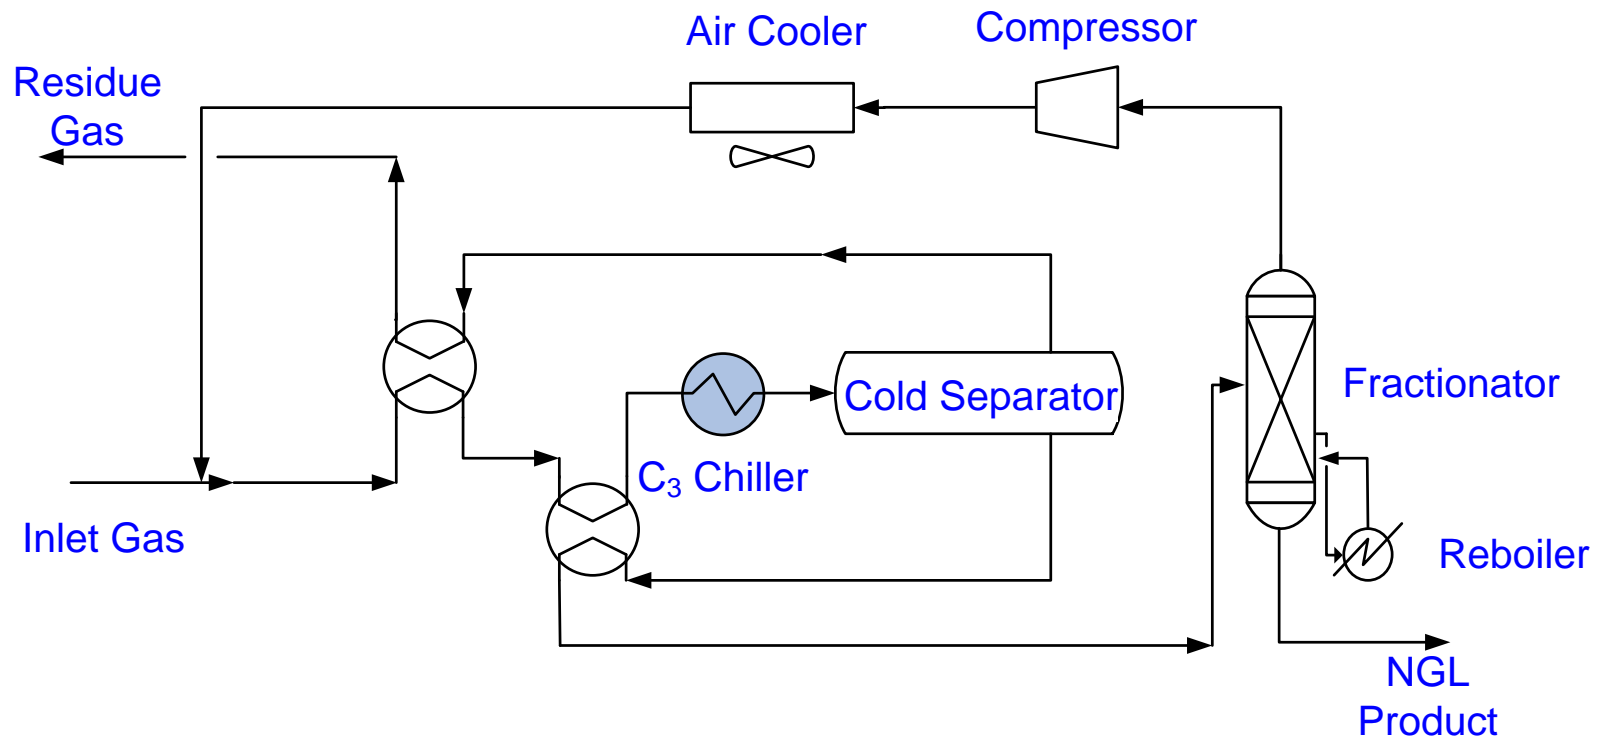 Air Cooler
Compressor
Residue
Gas
Cold Separator
Fractionator
C₃ Chiller
Inlet Gas
Reboiler
NGL
Product